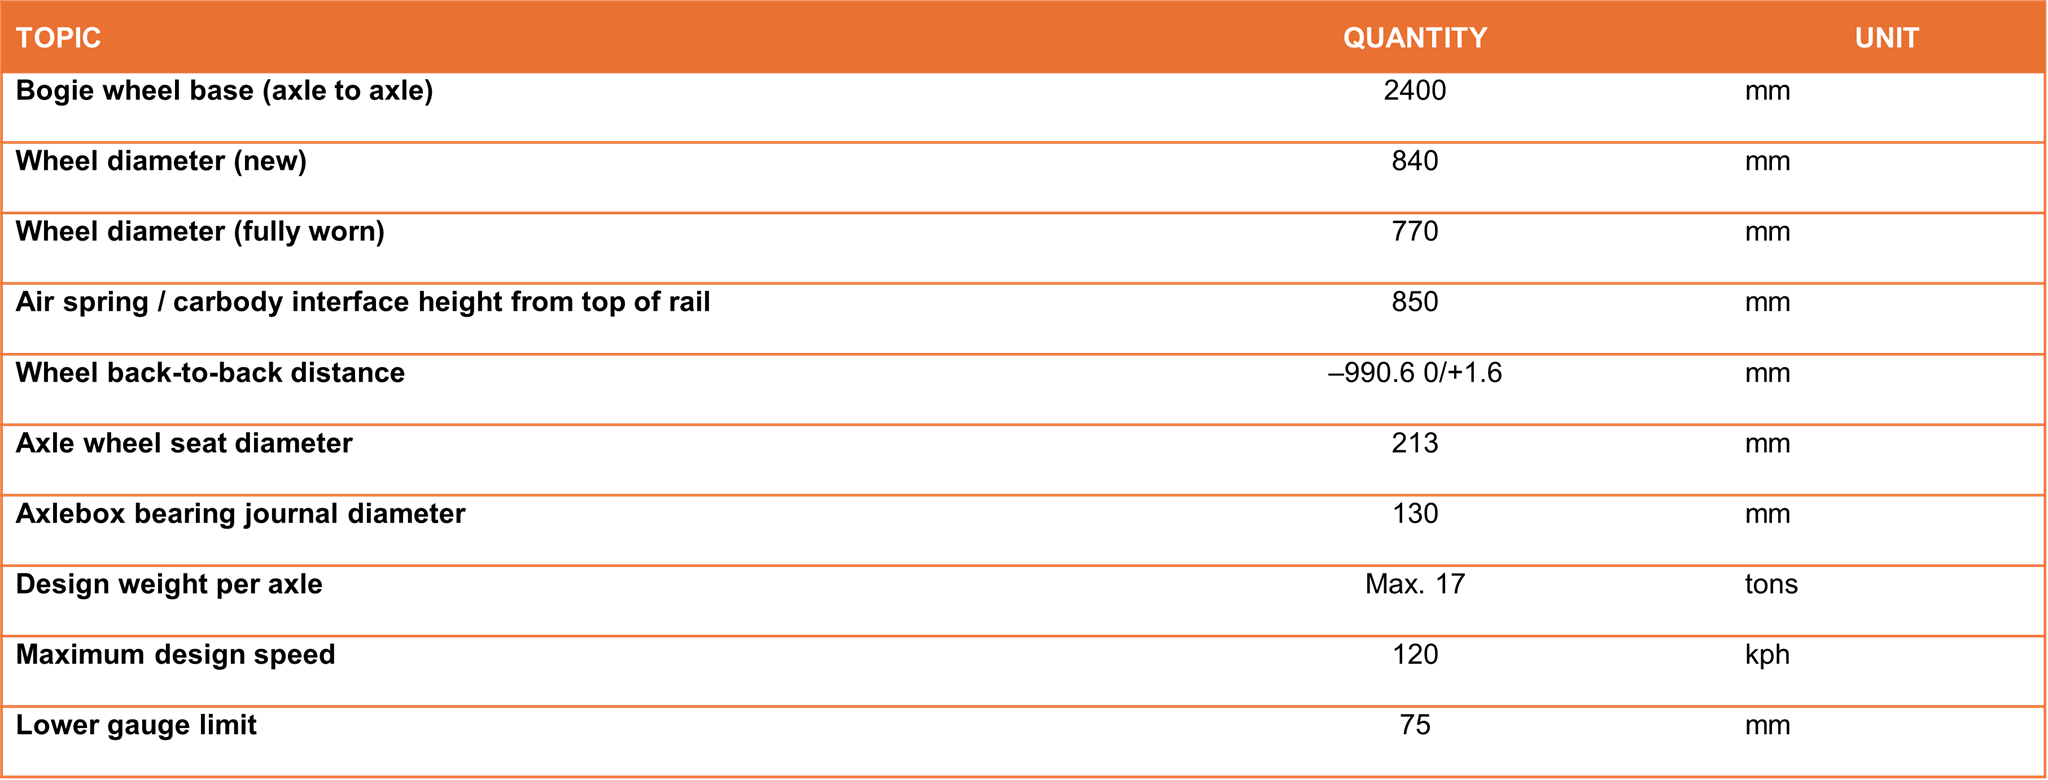 TOPIC QUANTITY UNIT
Bogie wheel base (axle to axle) 2400 mm
Wheel diameter (new) 840 mm
Wheel diameter (fully worn) 770 mm
Air spring / carbody interface height from top of rail 850 mm
Wheel back-to-back distance –990.6 0/+1.6 mm
Axle wheel seat diameter 213 mm
Axlebox bearing journal diameter 130 mm
Design weight per axle Max. 17 tons
Maximum design speed 120 kph
Lower gauge limit 75 mm